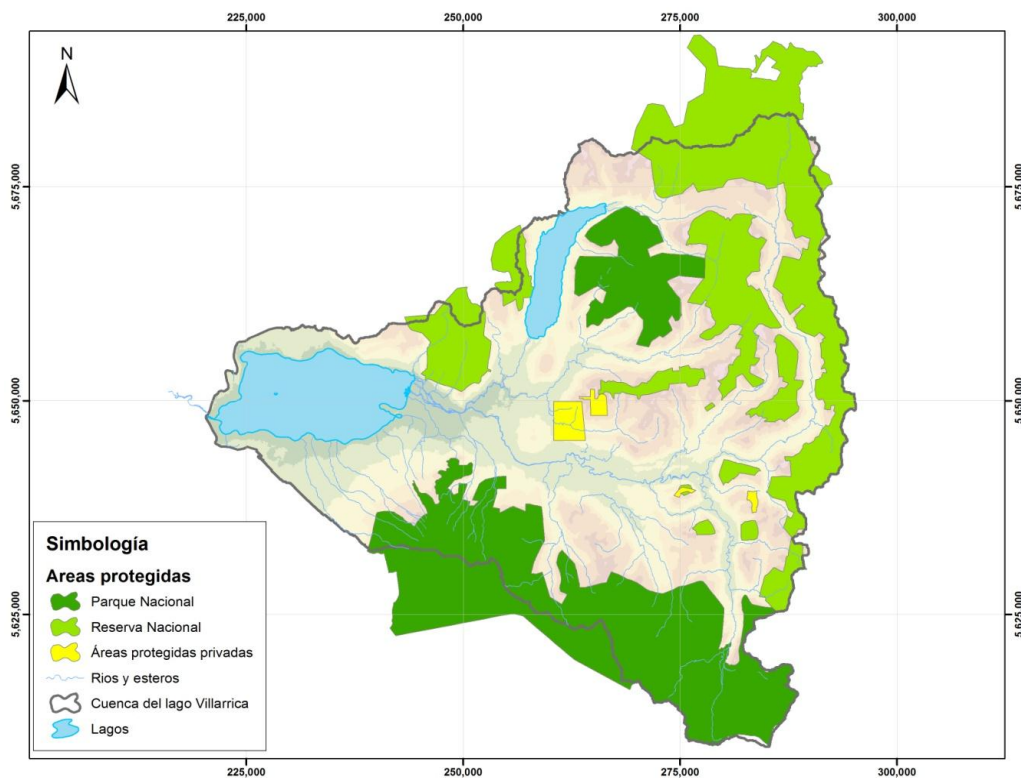 225,000 250,000 275,000 300,000
N
5,675,000 5,675,000
5,650,000 5,650,000
5,625,000 5,625,000
Simbología
Areas protegidas
Parque Nacional
Reserva Nacional
Áreas protegidas privadas
Rios y esteros
Cuenca del lago Villarrica
Lagos
225,000 250,000 275,000 300,000